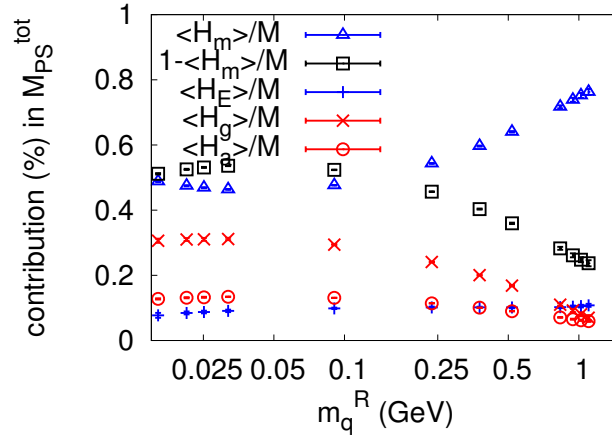 contribution (%) in M_PS^tot
1
0.8
0.6
0.4
0.2
0
<H_m>/M
1-<H_m>/M
<H_E>/M
<H_g>/M
<H_a>/M
0.025 0.05 0.1 0.25 0.5 1
m_q^R (GeV)